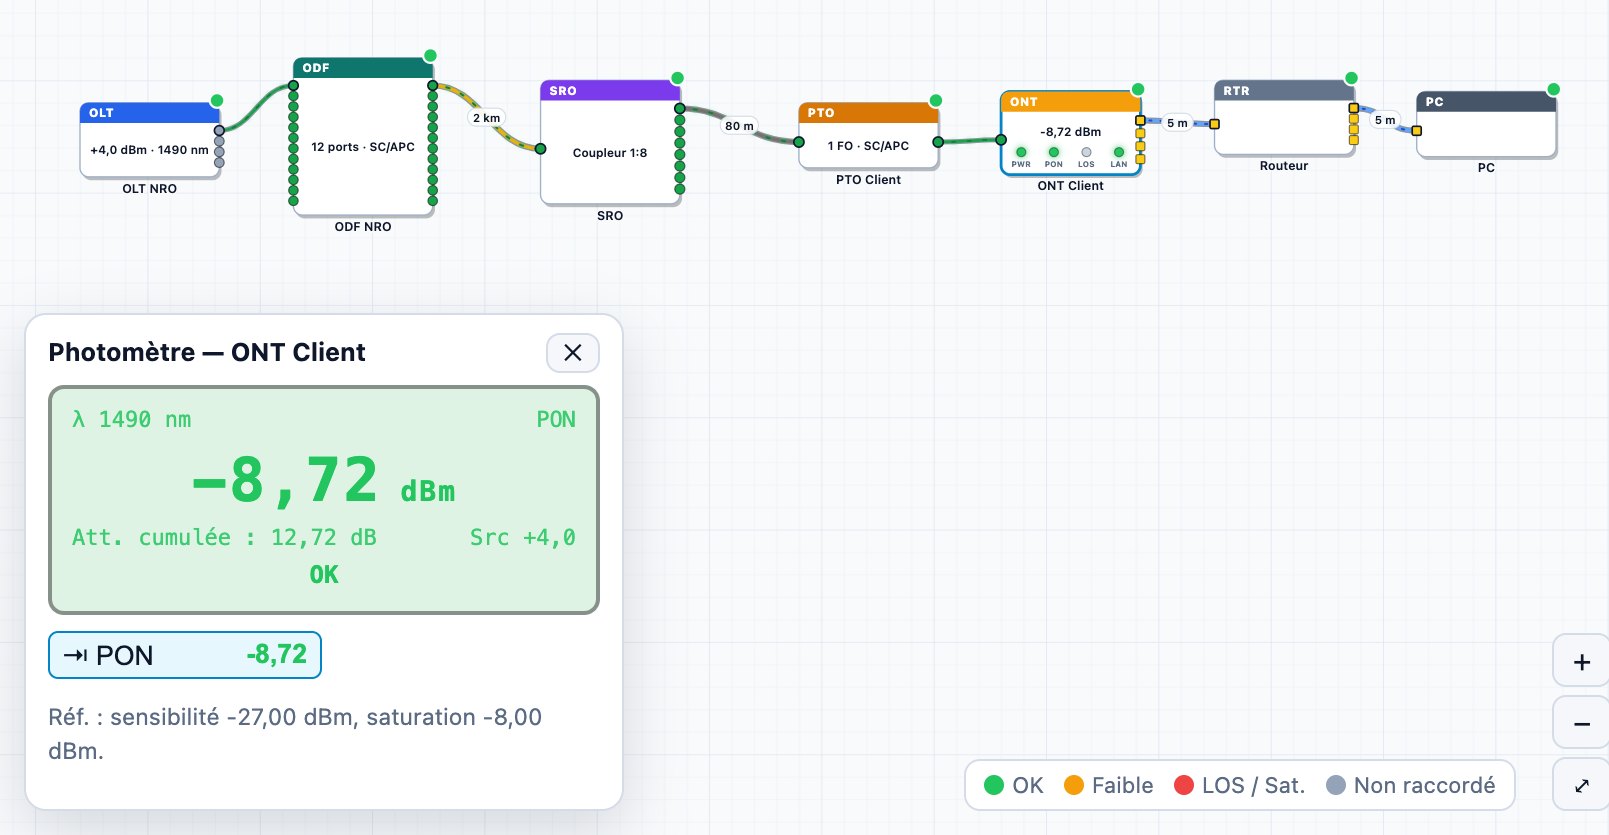 OLT
+4,0 dBm · 1490 nm
OLT NRO
ODF
12 ports · SC/APC
ODF NRO
2 km
SRO
Coupleur 1:8
SRO
80 m
PTO
1 FO · SC/APC
PTO Client
ONT
-8,72 dBm
PWR PON LOS LAN
ONT Client
5 m
RTR
Routeur
5 m
PC
PC
Photomètre — ONT Client
λ 1490 nm PON
−8,72 dBm
Att. cumulée : 12,72 dB Src +4,0
OK
⇥ PON -8,72
Réf. : sensibilité -27,00 dBm, saturation -8,00
dBm.
+
−
⤢
OK Faible LOS / Sat. Non raccordé